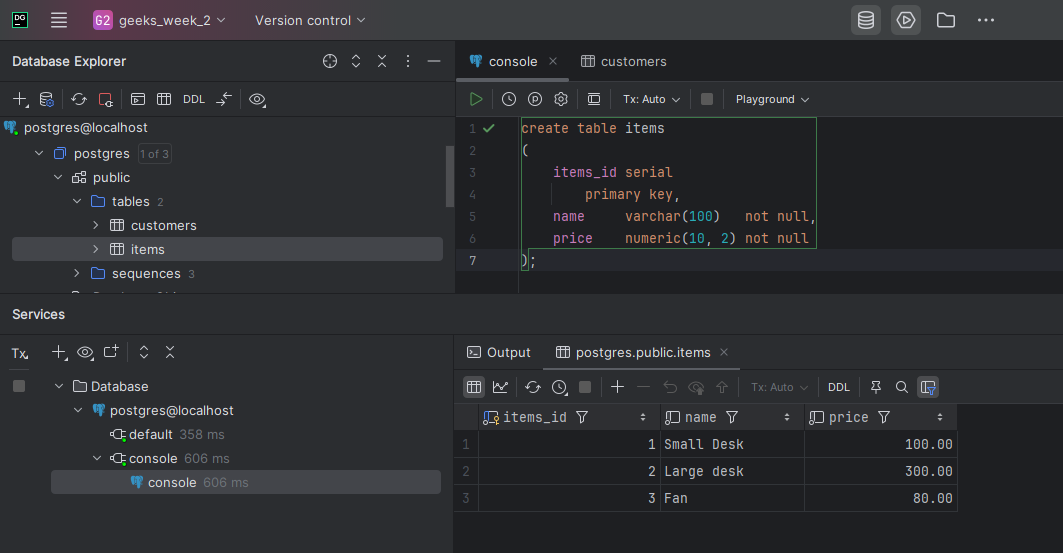 DG
G2 geeks_week_2 Version control
Database Explorer
DDL
postgres@localhost
postgres 1 of 3
public
tables 2
customers
items
sequences 3
console customers
Tx: Auto Playground
1 create table items
2 (
3 items_id serial
4 primary key,
5 name varchar(100) not null,
6 price numeric(10, 2) not null
7 );
Services
Tx
Database
postgres@localhost
default 358 ms
console 606 ms
console 606 ms
Output postgres.public.items
Tx: Auto DDL
items_id name price
1 1 Small Desk 100.00
2 2 Large desk 300.00
3 3 Fan 80.00